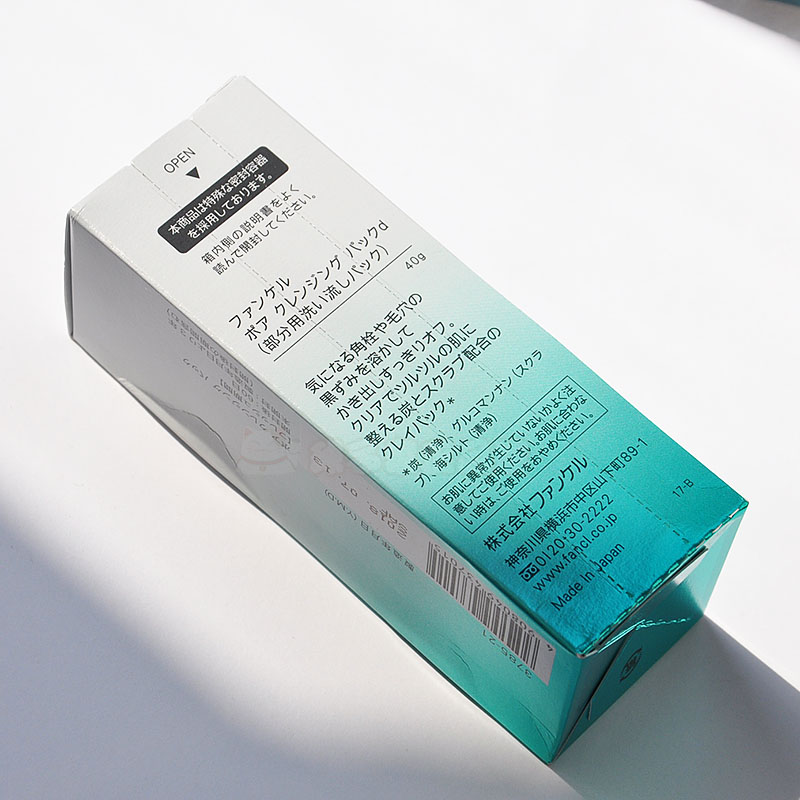 OPEN
本商品は特殊な密封容器
を採用しております。
箱内側の説明書をよく
読んで開封してください。
ファンケル
ポア クレンジング パックd
(部分用洗い流しパック)
40g
気になる角栓や毛穴の
黒ずみを溶かして
かき出しすっきりオフ。
クリアでツルツルの肌に
整える炭とスクラブ配合の
クレイパック*
*炭(清浄)、グルコマンナン(スクラ
ブ)、海シルト(清浄)
お肌に異常が生じていないかよく注
意してご使用ください。お肌に合わな
い時は、ご使用をおやめください。
株式会社ファンケル
神奈川県横浜市中区山下町89-1
0120-30-2222
www.fancl.co.jp
Made in Japan
17-B
製造年月日(Y.M.D)
3786-21